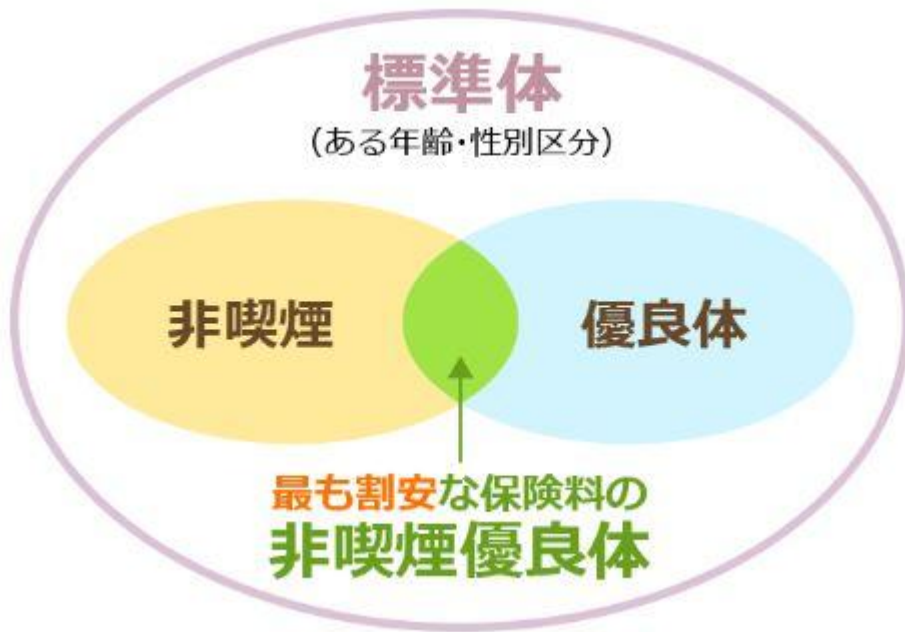 標準体
(ある年齢・性別区分)
非喫煙
優良体
最も割安な保険料の
非喫煙優良体